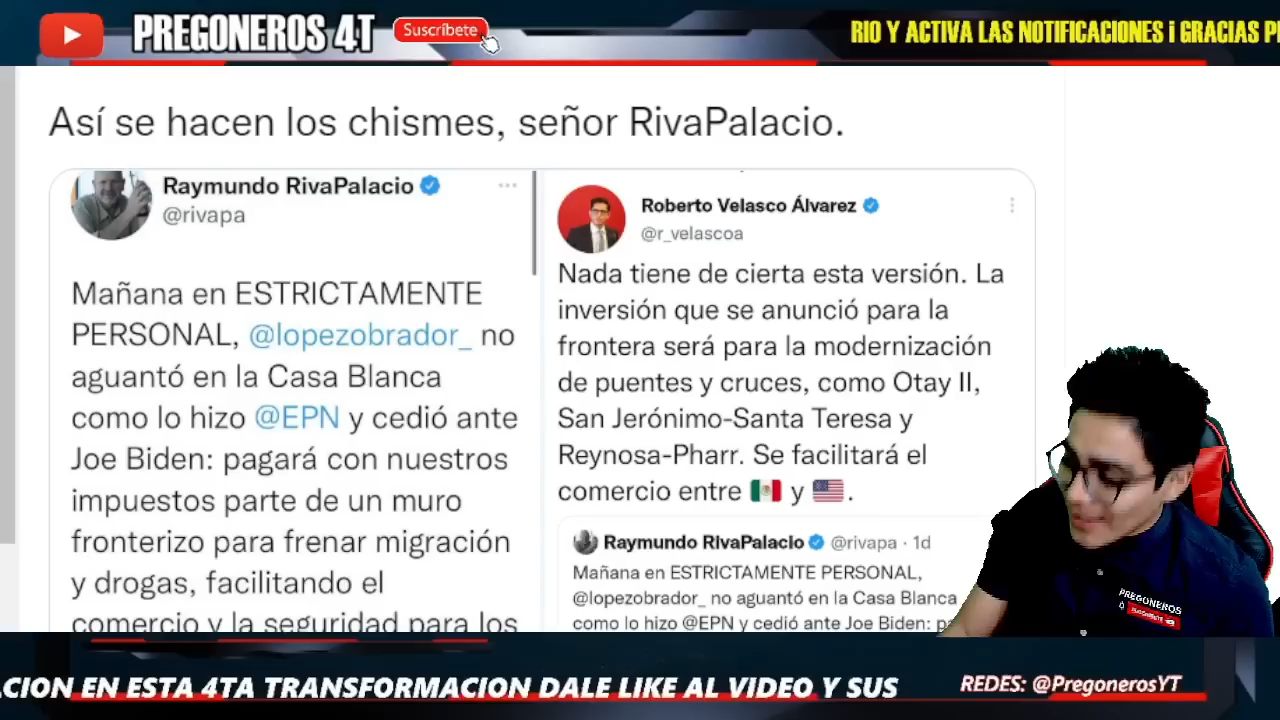 PREGONEROS 4T
Suscríbete
RIO Y ACTIVA LAS NOTIFICACIONES ¡ GRACIAS
Así se hacen los chismes, señor RivaPalacio.
Raymundo RivaPalacio
@rivapa
Mañana en ESTRICTAMENTE
PERSONAL, @lopezobrador_ no
aguantó en la Casa Blanca
como lo hizo @EPN y cedió ante
Joe Biden: pagará con nuestros
impuestos parte de un muro
fronterizo para frenar migración
y drogas, facilitando el
comercio y la seguridad para los
Roberto Velasco Álvarez
@r_velascoa
Nada tiene de cierta esta versión. La
inversión que se anunció para la
frontera será para la modernización
de puentes y cruces, como Otay II,
San Jerónimo-Santa Teresa y
Reynosa-Pharr. Se facilitará el
comercio entre 🇲🇽 y 🇺🇸.
Raymundo RIvaPalacio @rivapa · 1d
Mañana en ESTRICTAMENTE PERSONAL,
@lopezobrador_ no aguantó en la Casa Blanca
como lo hizo @EPN y cedió ante Joe Biden:
PREGONEROS
CION EN ESTA 4TA TRANSFORMACION DALE LIKE AL VIDEO Y SUS
REDES: @PregonerosYT